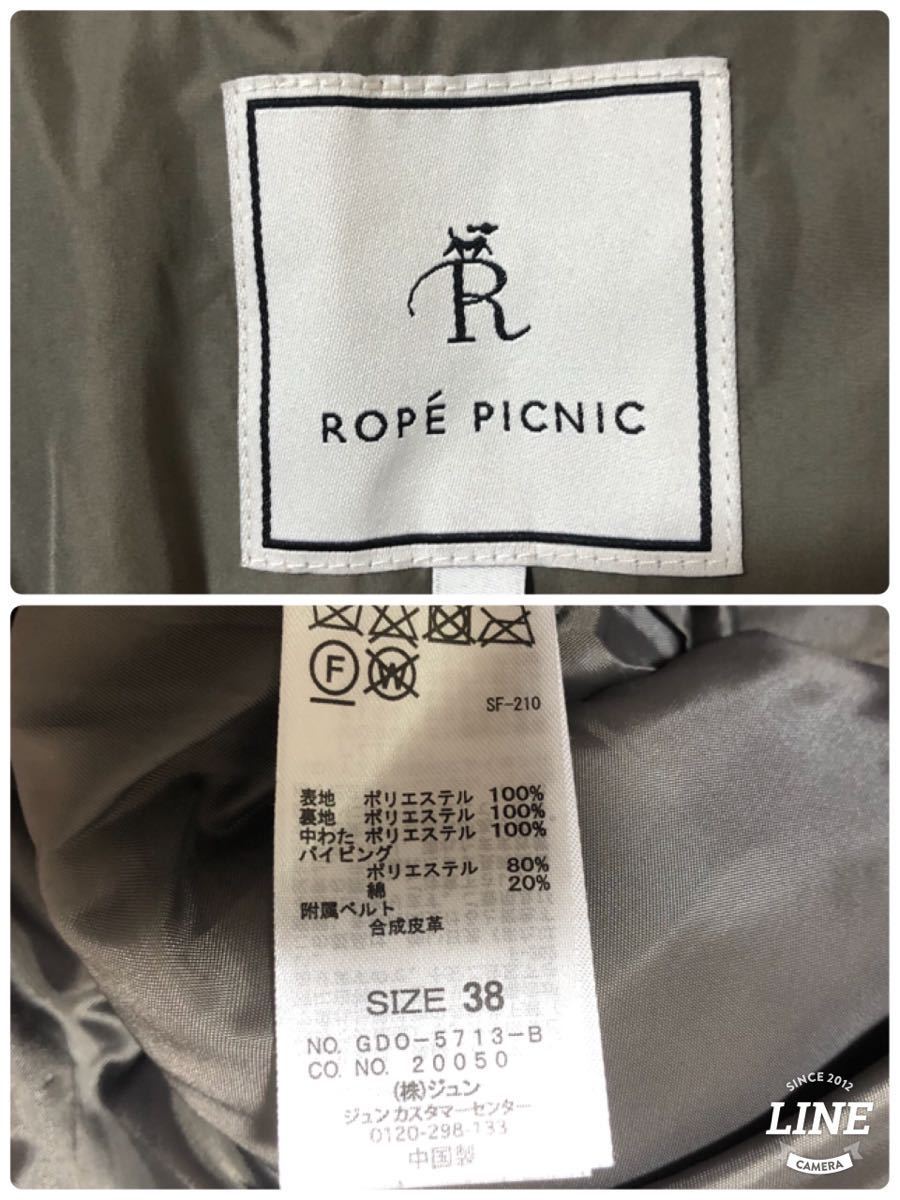 R
ROPÉ PICNIC
F W
SF-210
表地 ポリエステル 100%
裏地 ポリエステル 100%
中わた ポリエステル 100%
パイピング
ポリエステル 80%
綿 20%
附属ベルト
合成皮革
SIZE 38
NO. GDO-5713-B
CO. NO. 20050
(株)ジュン
ジュンカスタマーセンター
0120-298-133
中国製
SINCE 2012
LINE
CAMERA